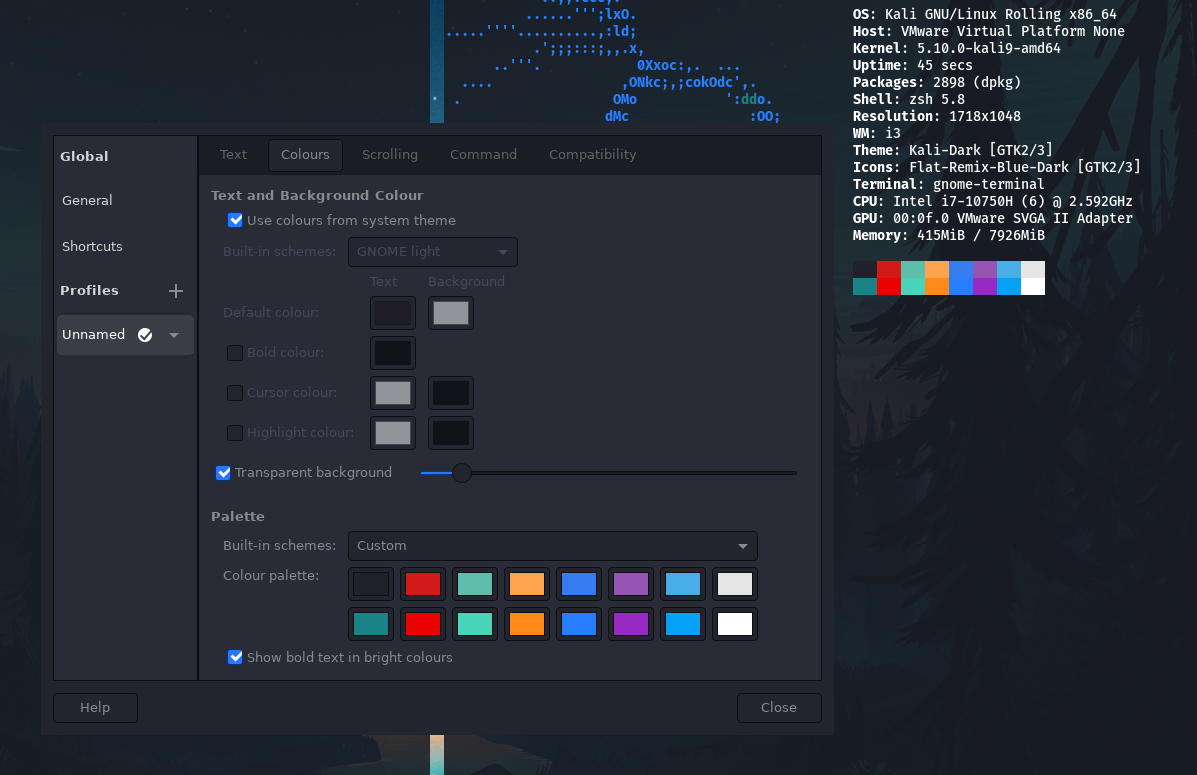 ......''';lxO.
.....''''..........,:ld;
.';;;:::;,,.x,
..'''. 0Xxoc:,. ...
.... ,ONkc;,;cokOdc',.
. OMo ':ddo.
dMc :OO;
OS: Kali GNU/Linux Rolling x86_64
Host: VMware Virtual Platform None
Kernel: 5.10.0-kali9-amd64
Uptime: 45 secs
Packages: 2898 (dpkg)
Shell: zsh 5.8
Resolution: 1718x1048
WM: i3
Theme: Kali-Dark [GTK2/3]
Icons: Flat-Remix-Blue-Dark [GTK2/3]
Terminal: gnome-terminal
CPU: Intel i7-10750H (6) @ 2.592GHz
GPU: 00:0f.0 VMware SVGA II Adapter
Memory: 415MiB / 7926MiB
Global
General
Shortcuts
Profiles
Unnamed
Text Colours Scrolling Command Compatibility
Text and Background Colour
Use colours from system theme
Built-in schemes: GNOME light
Text Background
Default colour:
Bold colour:
Cursor colour:
Highlight colour:
Transparent background
Palette
Built-in schemes: Custom
Colour palette:
Show bold text in bright colours
Help Close